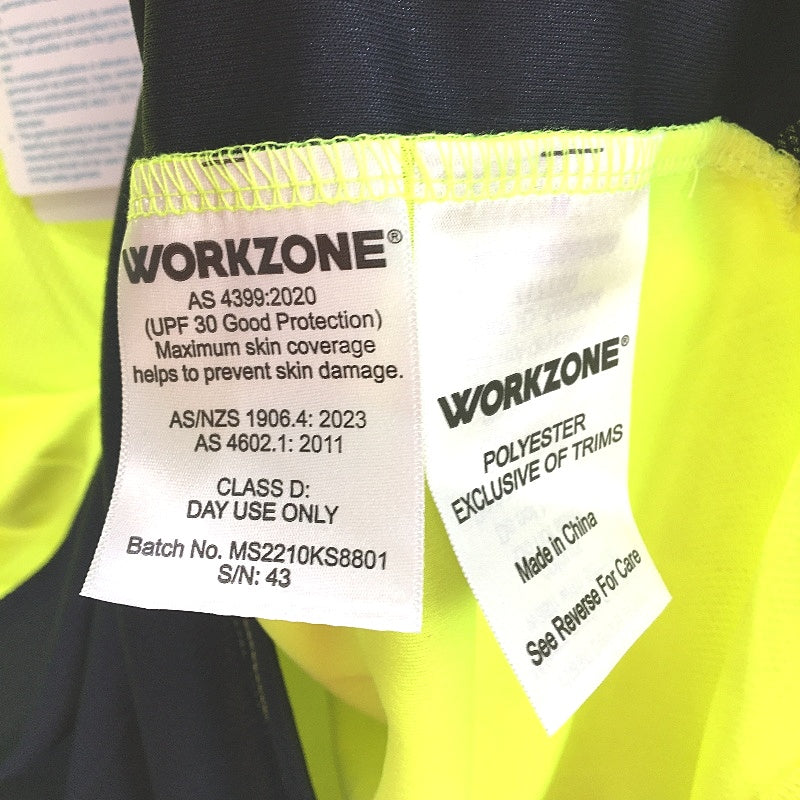 WORKZONE®
AS 4399:2020
(UPF 30 Good Protection)
Maximum skin coverage
helps to prevent skin damage.
AS/NZS 1906.4: 2023
AS 4602.1: 2011
CLASS D:
DAY USE ONLY
Batch No. MS2210KS8801
S/N: 43
WORKZONE®
POLYESTER
EXCLUSIVE OF TRIMS
Made in China
See Reverse For Care